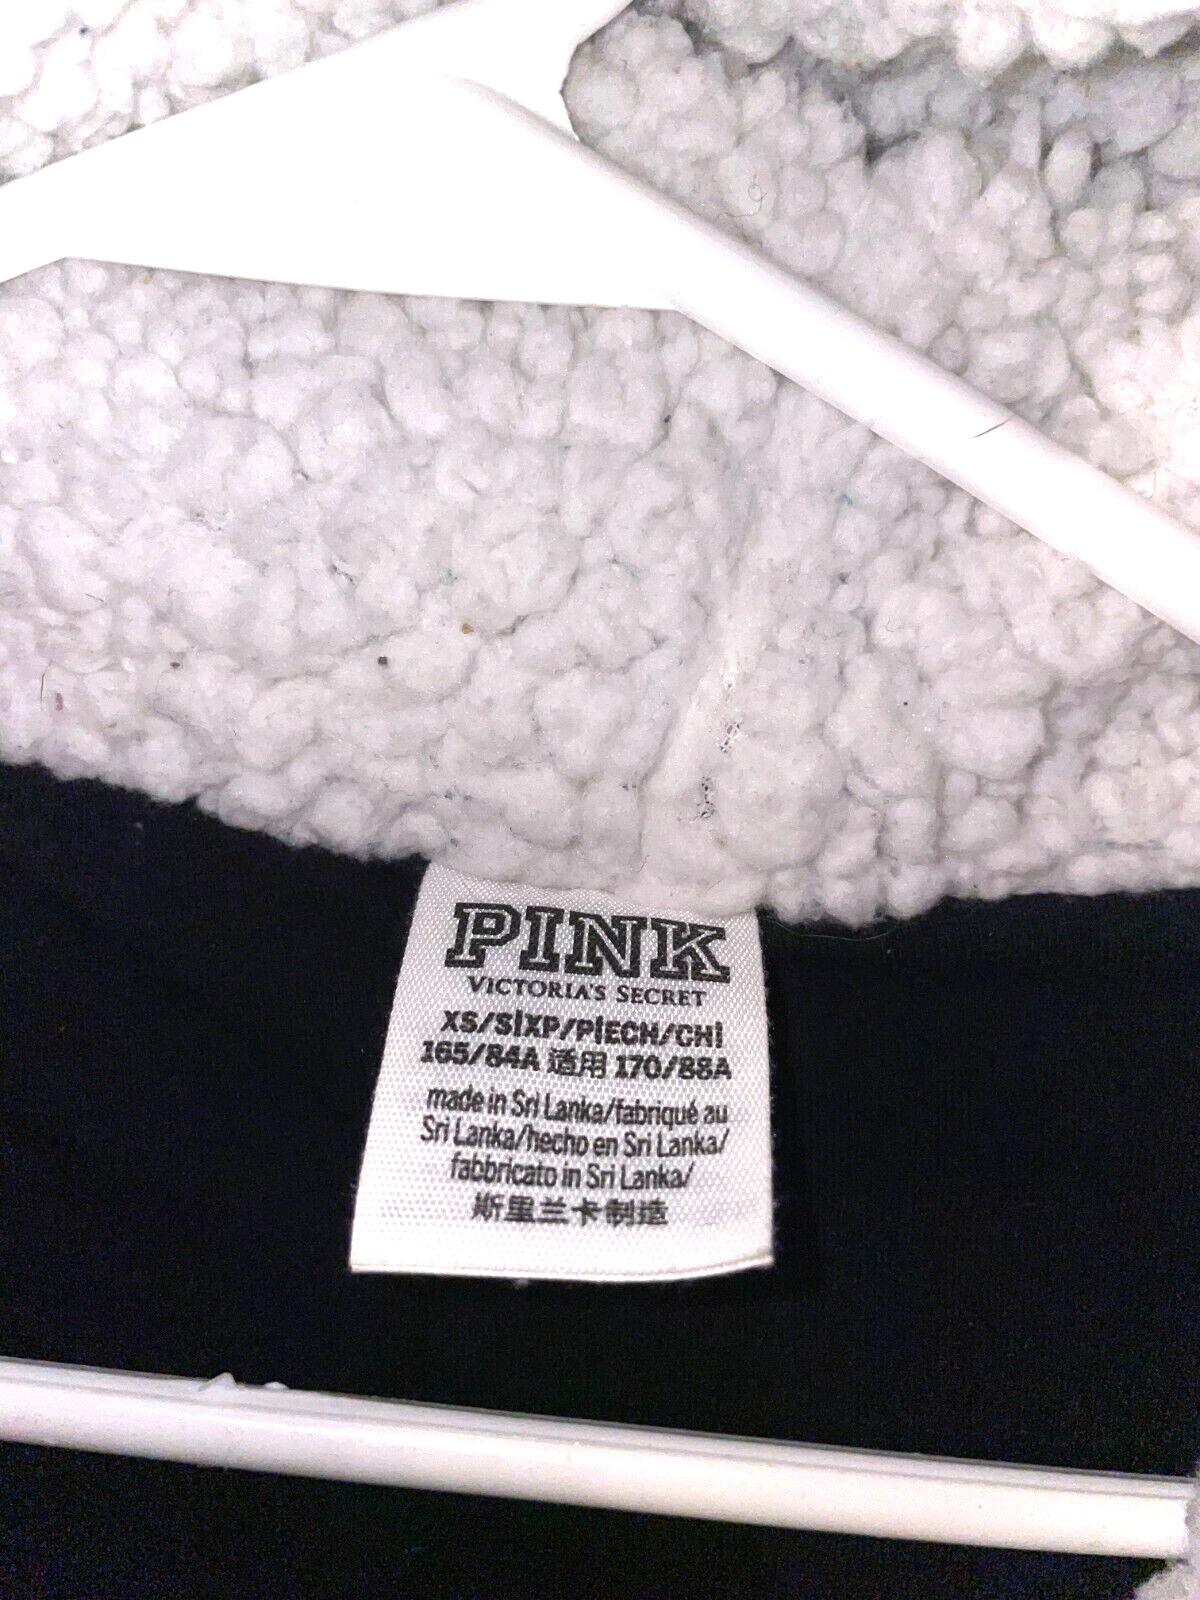 PINK
VICTORIA'S SECRET
XS/S|XP/P|ECH/CH|
165/84A 适用 170/88A
made in Sri Lanka/fabriqué au
Sri Lanka/hecho en Sri Lanka/
fabbricato in Sri Lanka/
斯里兰卡制造